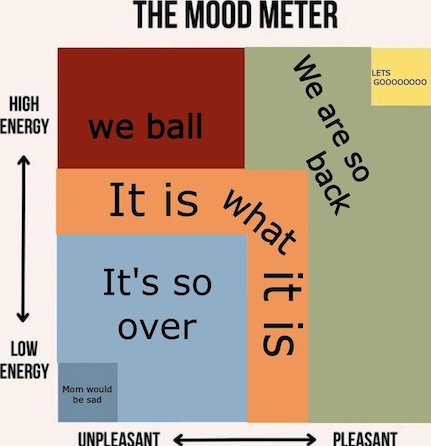 THE MOOD METER
HIGH
ENERGY
we ball
We are so
back
LETS
GOOOOOOOO
It is what it is
It's so
over
LOW
ENERGY
Mom would
be sad
UNPLEASANT
PLEASANT